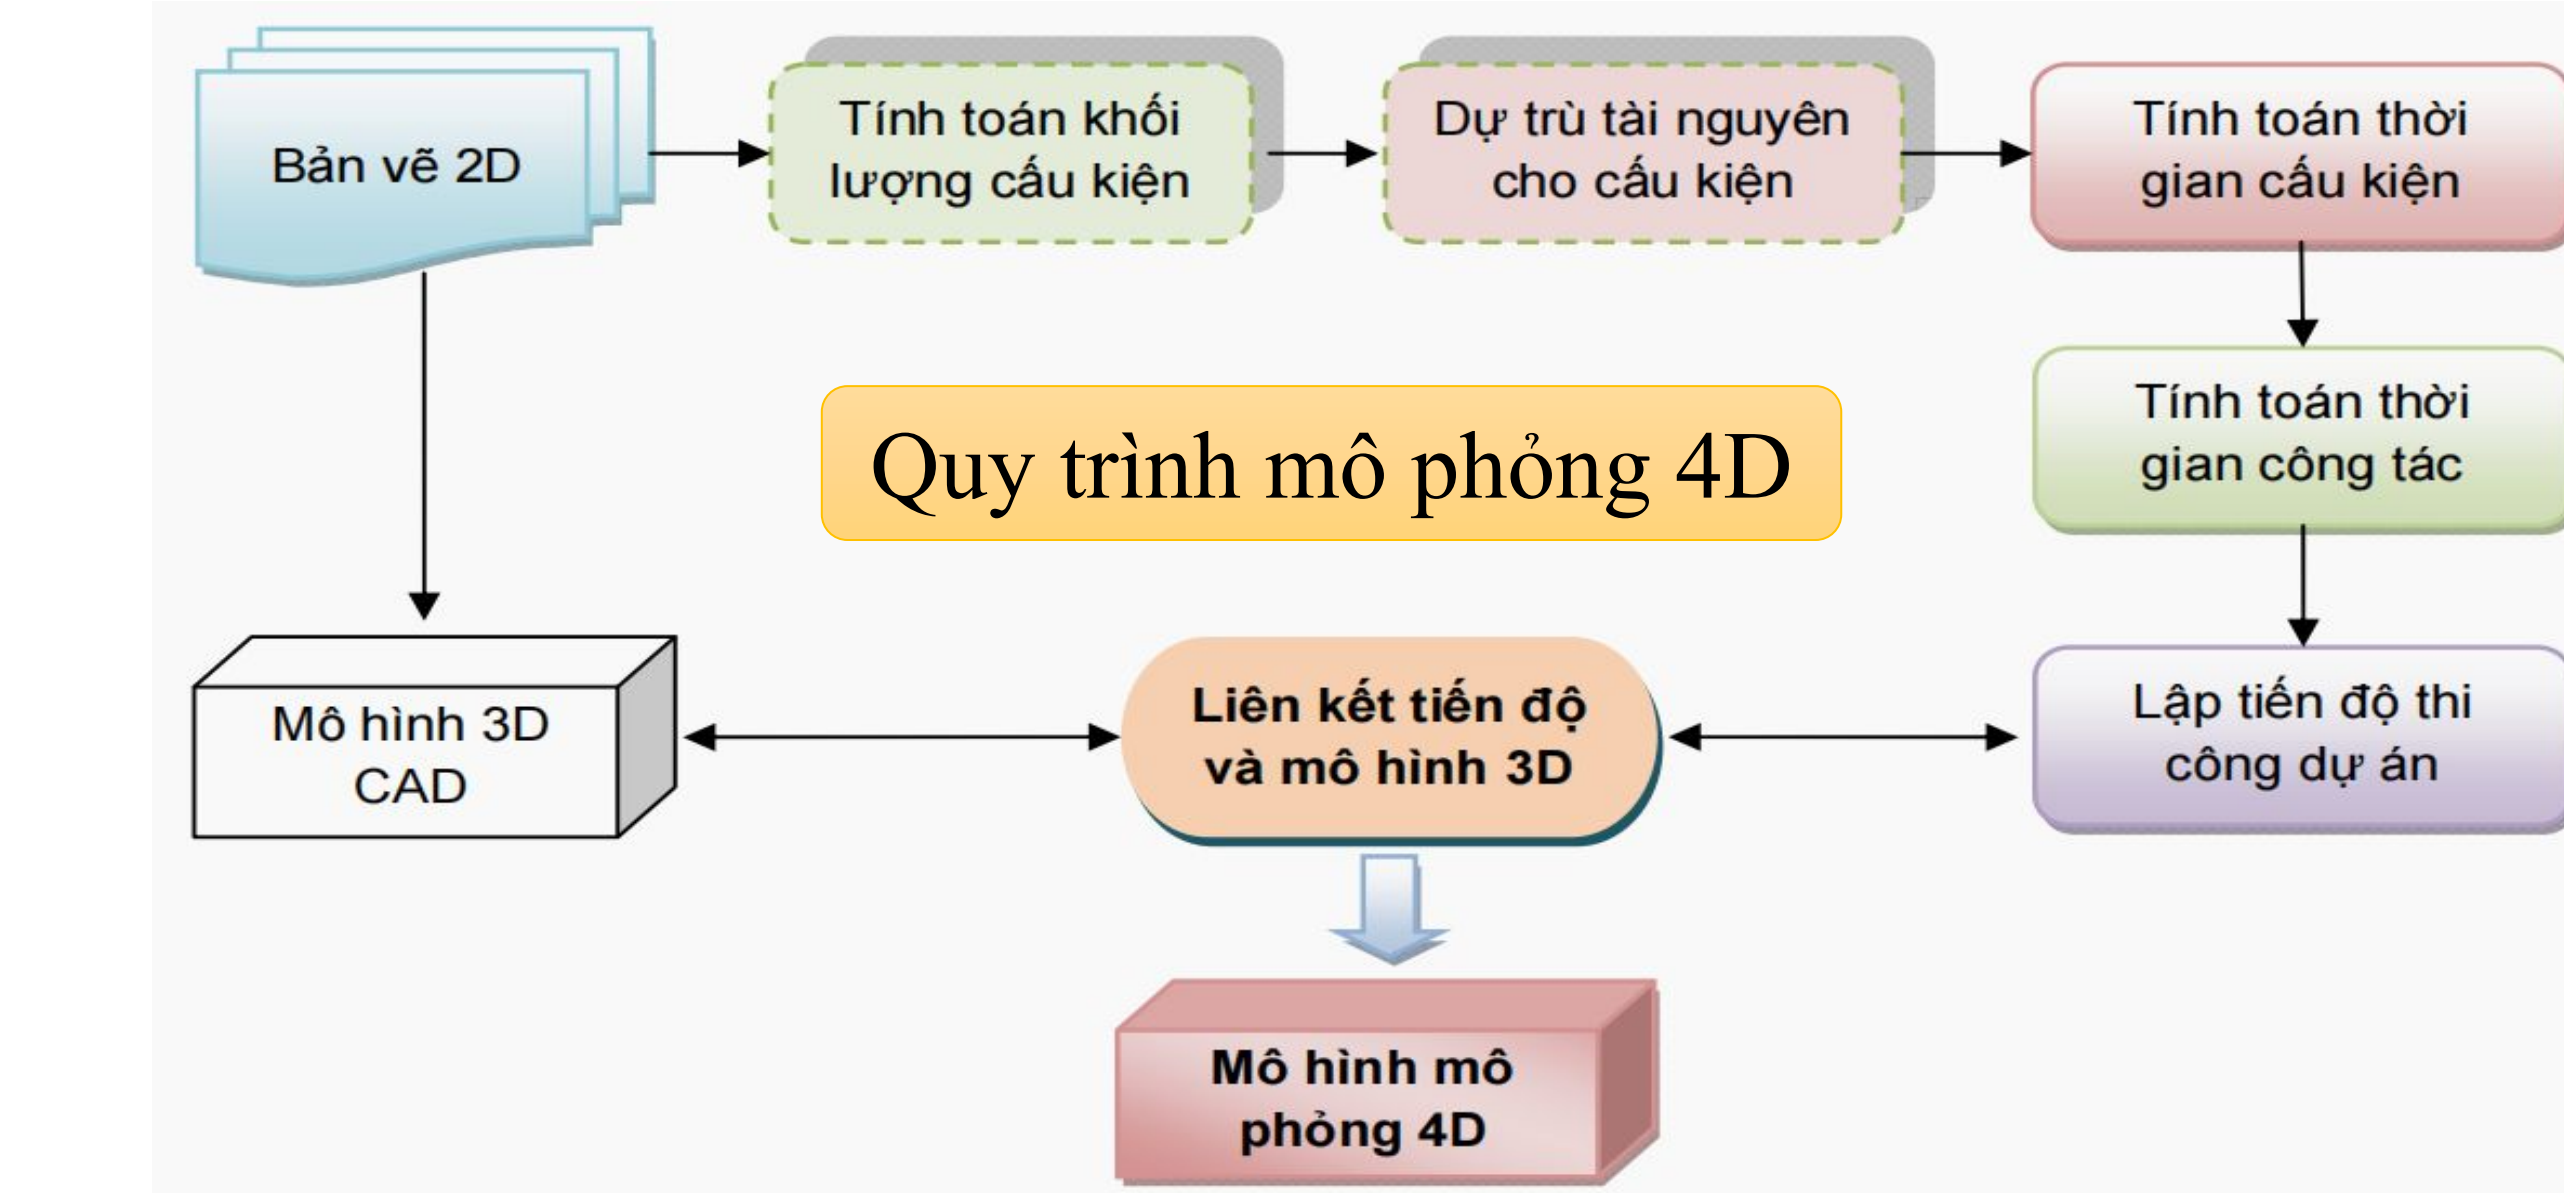 Bản vẽ 2D
Tính toán khối
lượng cấu kiện
Dự trù tài nguyên
cho cấu kiện
Tính toán thời
gian cấu kiện
Quy trình mô phỏng 4D
Tính toán thời
gian công tác
Mô hình 3D
CAD
Liên kết tiến độ
và mô hình 3D
Lập tiến độ thi
công dự án
Mô hình mô
phỏng 4D